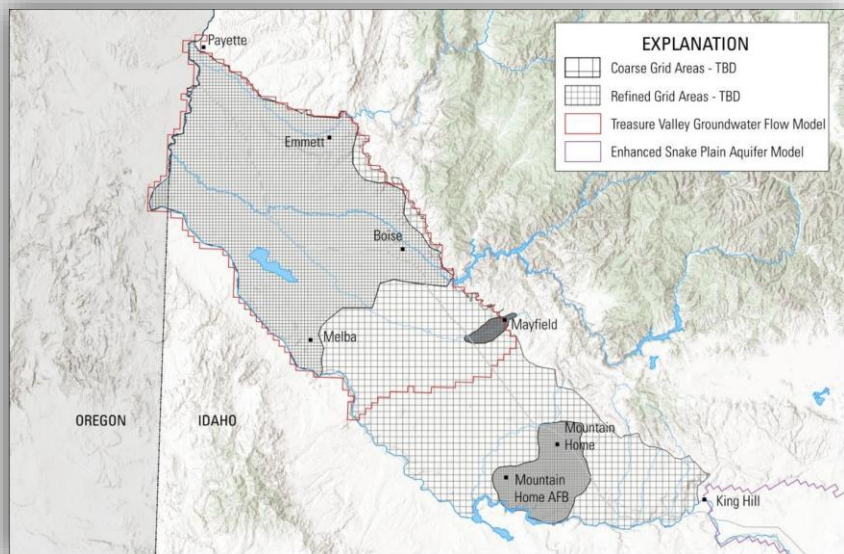 EXPLANATION
Coarse Grid Areas - TBD
Refined Grid Areas - TBD
Treasure Valley Groundwater Flow Model
Enhanced Snake Plain Aquifer Model
Payette
Emmett
Boise
Mayfield
Melba
OREGON
IDAHO
Mountain
Home
Mountain
Home AFB
King Hill